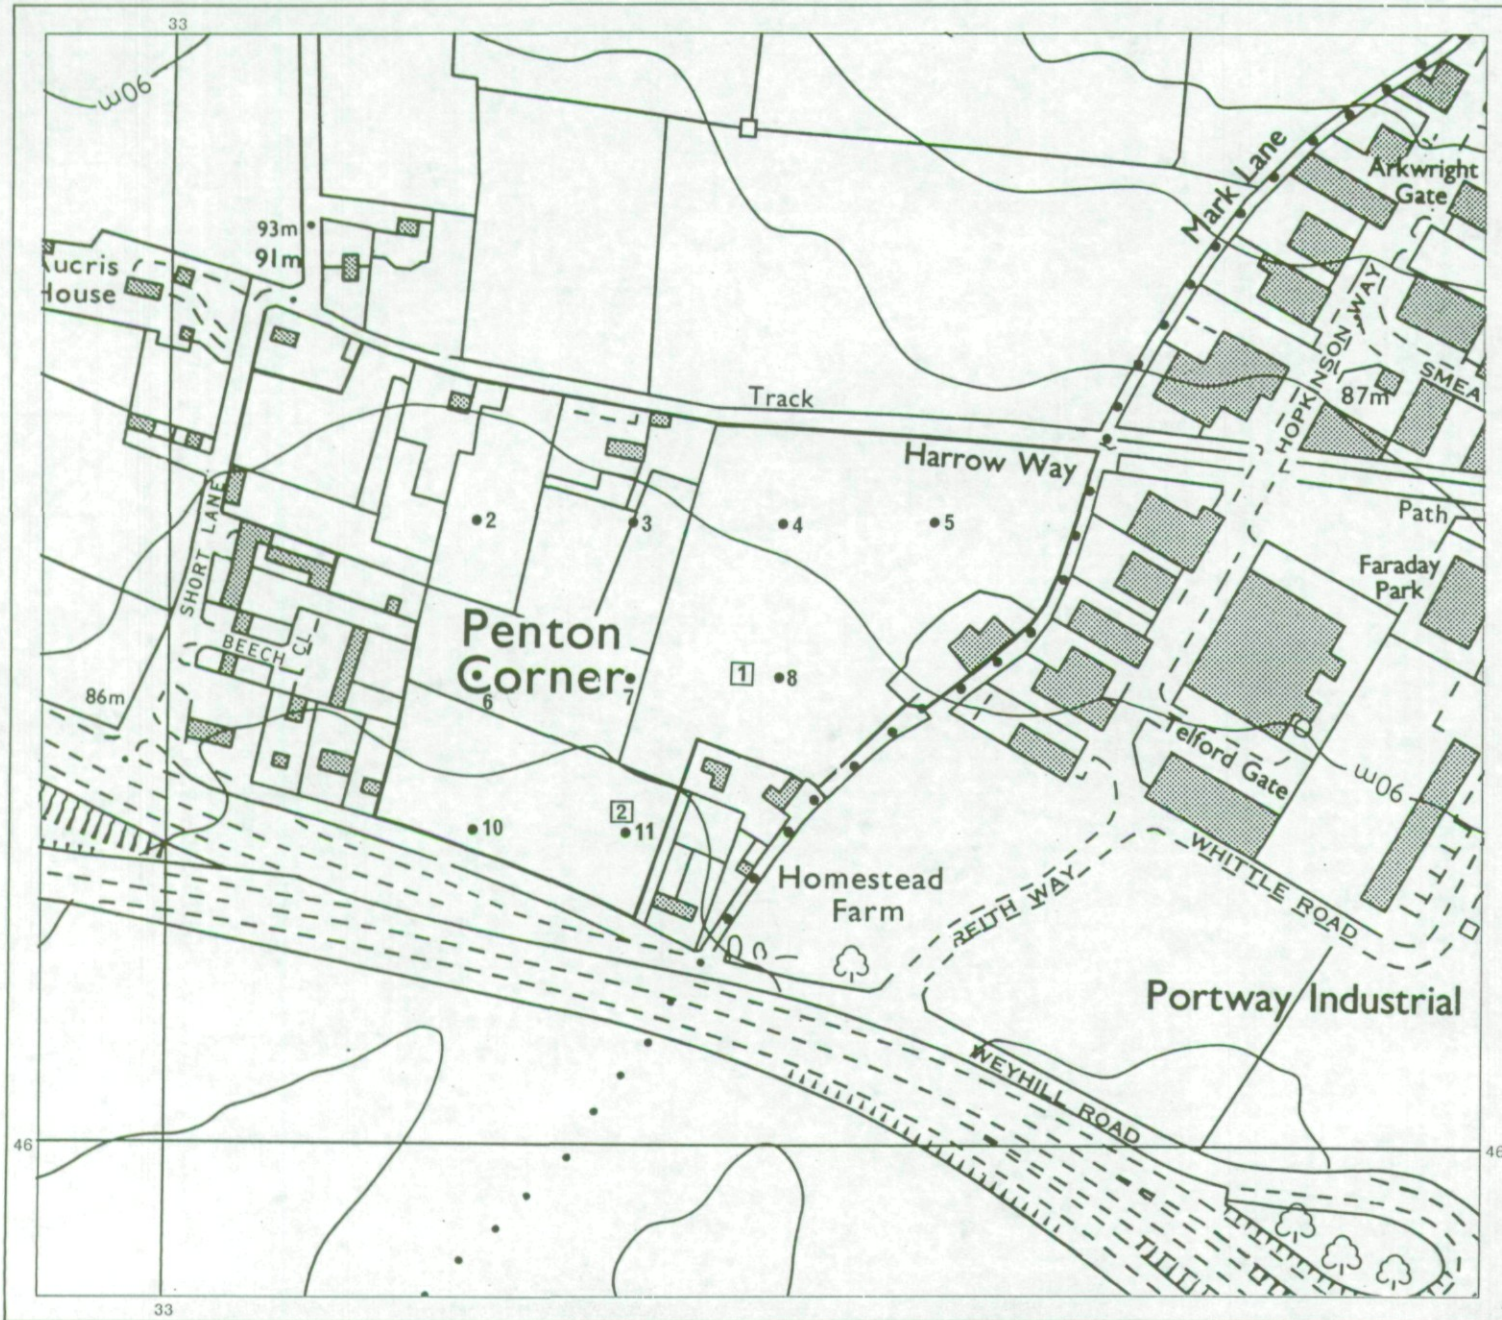 33
90m
Mark Lane
Arkwright
Gate
93m
91m
ucris
House
HOPKINSON WAY
87m
SMEA
Track
Harrow Way
Path
SHORT LANE
2
3
4
5
Faraday
Park
Penton
Corner
BEECH CL
1
8
6
7
86m
Telford Gate
90m
10
2
11
WHITTLE ROAD
Homestead
Farm
REITH WAY
Portway Industrial
WEYHILL ROAD
46
46
33